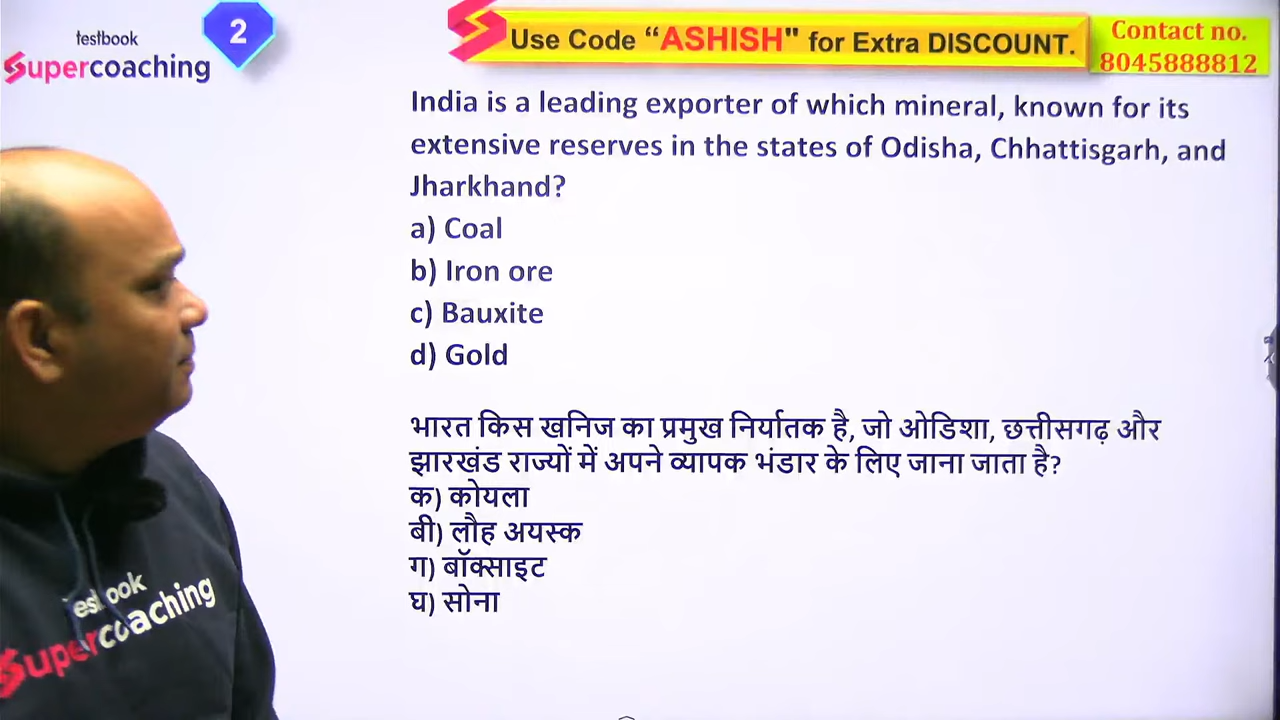 testbook
Supercoaching
2
Use Code “ASHISH" for Extra DISCOUNT.
Contact no.
8045888812
India is a leading exporter of which mineral, known for its
extensive reserves in the states of Odisha, Chhattisgarh, and
Jharkhand?
a) Coal
b) Iron ore
c) Bauxite
d) Gold
भारत किस खनिज का प्रमुख निर्यातक है, जो ओडिशा, छत्तीसगढ़ और
झारखंड राज्यों में अपने व्यापक भंडार के लिए जाना जाता है?
क) कोयला
बी) लौह अयस्क
ग) बॉक्साइट
घ) सोना
testbook
Supercoaching